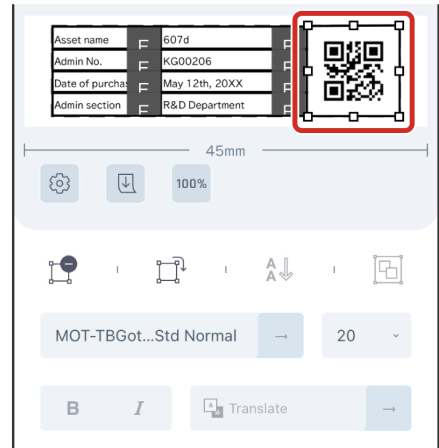 Asset name F 607d F
Admin No. F KG00206 F
Date of purcha: F May 12th, 20XX F
Admin section F R&D Department F
45mm
100%
A
A
MOT-TBGot...Std Normal → 20
B I A Translate →